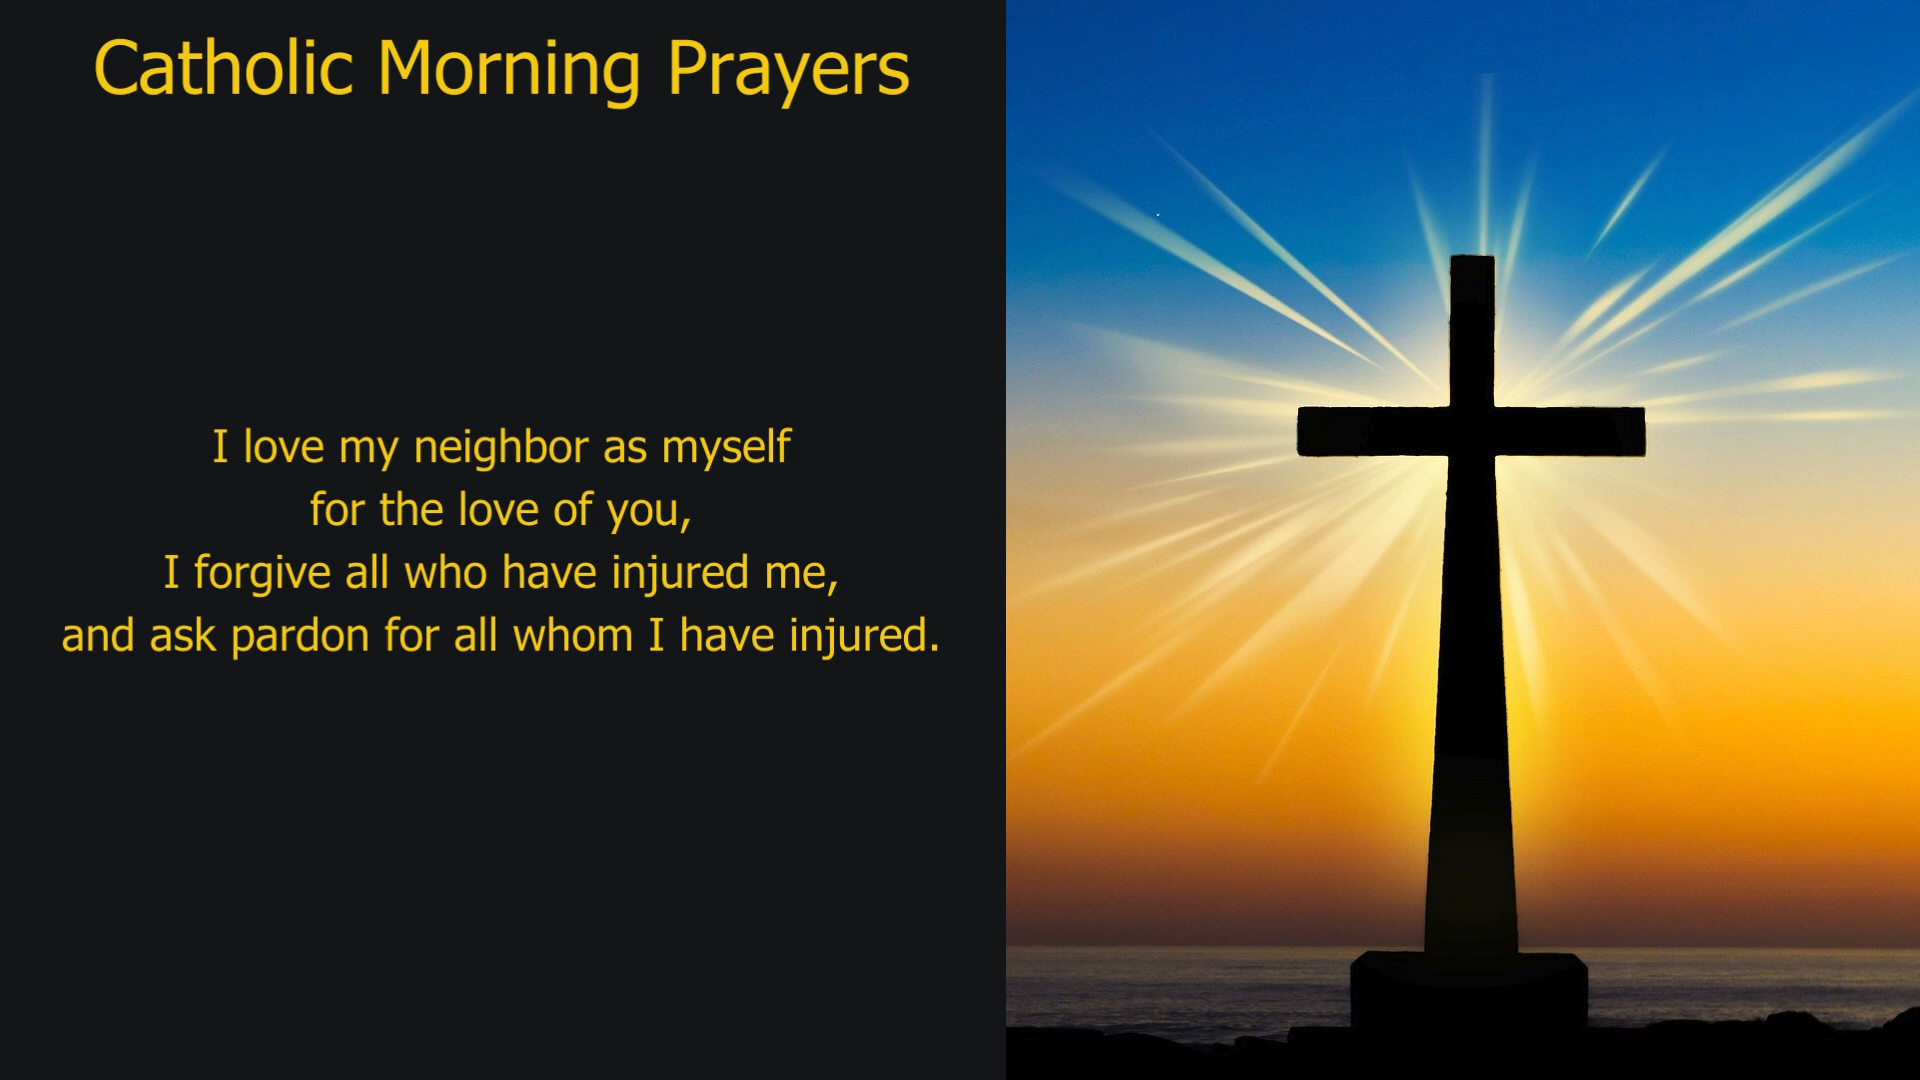 Catholic Morning Prayers
I love my neighbor as myself
for the love of you,
I forgive all who have injured me,
and ask pardon for all whom I have injured.